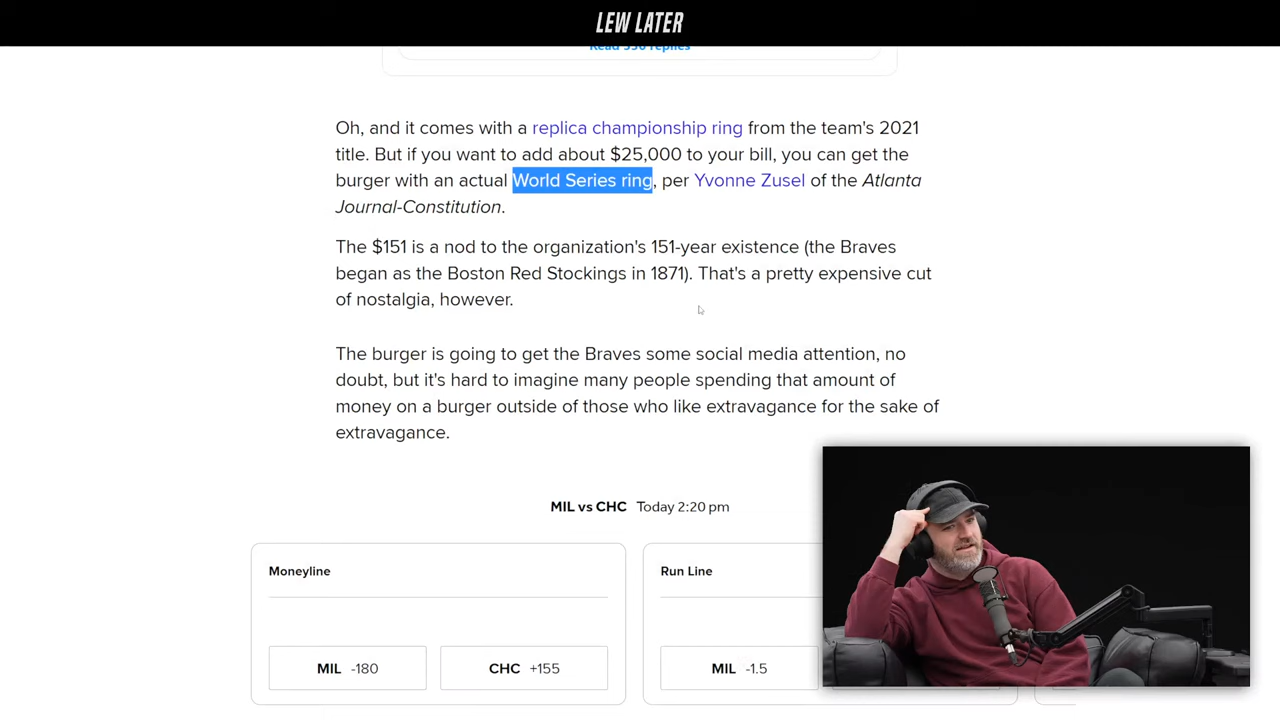 LEW LATER
Read 550 replies
Oh, and it comes with a replica championship ring from the team's 2021
title. But if you want to add about $25,000 to your bill, you can get the
burger with an actual World Series ring, per Yvonne Zusel of the Atlanta
Journal-Constitution.
The $151 is a nod to the organization's 151-year existence (the Braves
began as the Boston Red Stockings in 1871). That's a pretty expensive cut
of nostalgia, however.
The burger is going to get the Braves some social media attention, no
doubt, but it's hard to imagine many people spending that amount of
money on a burger outside of those who like extravagance for the sake of
extravagance.
MIL vs CHC Today 2:20 pm
Moneyline
Run Line
MIL -180
CHC +155
MIL -1.5